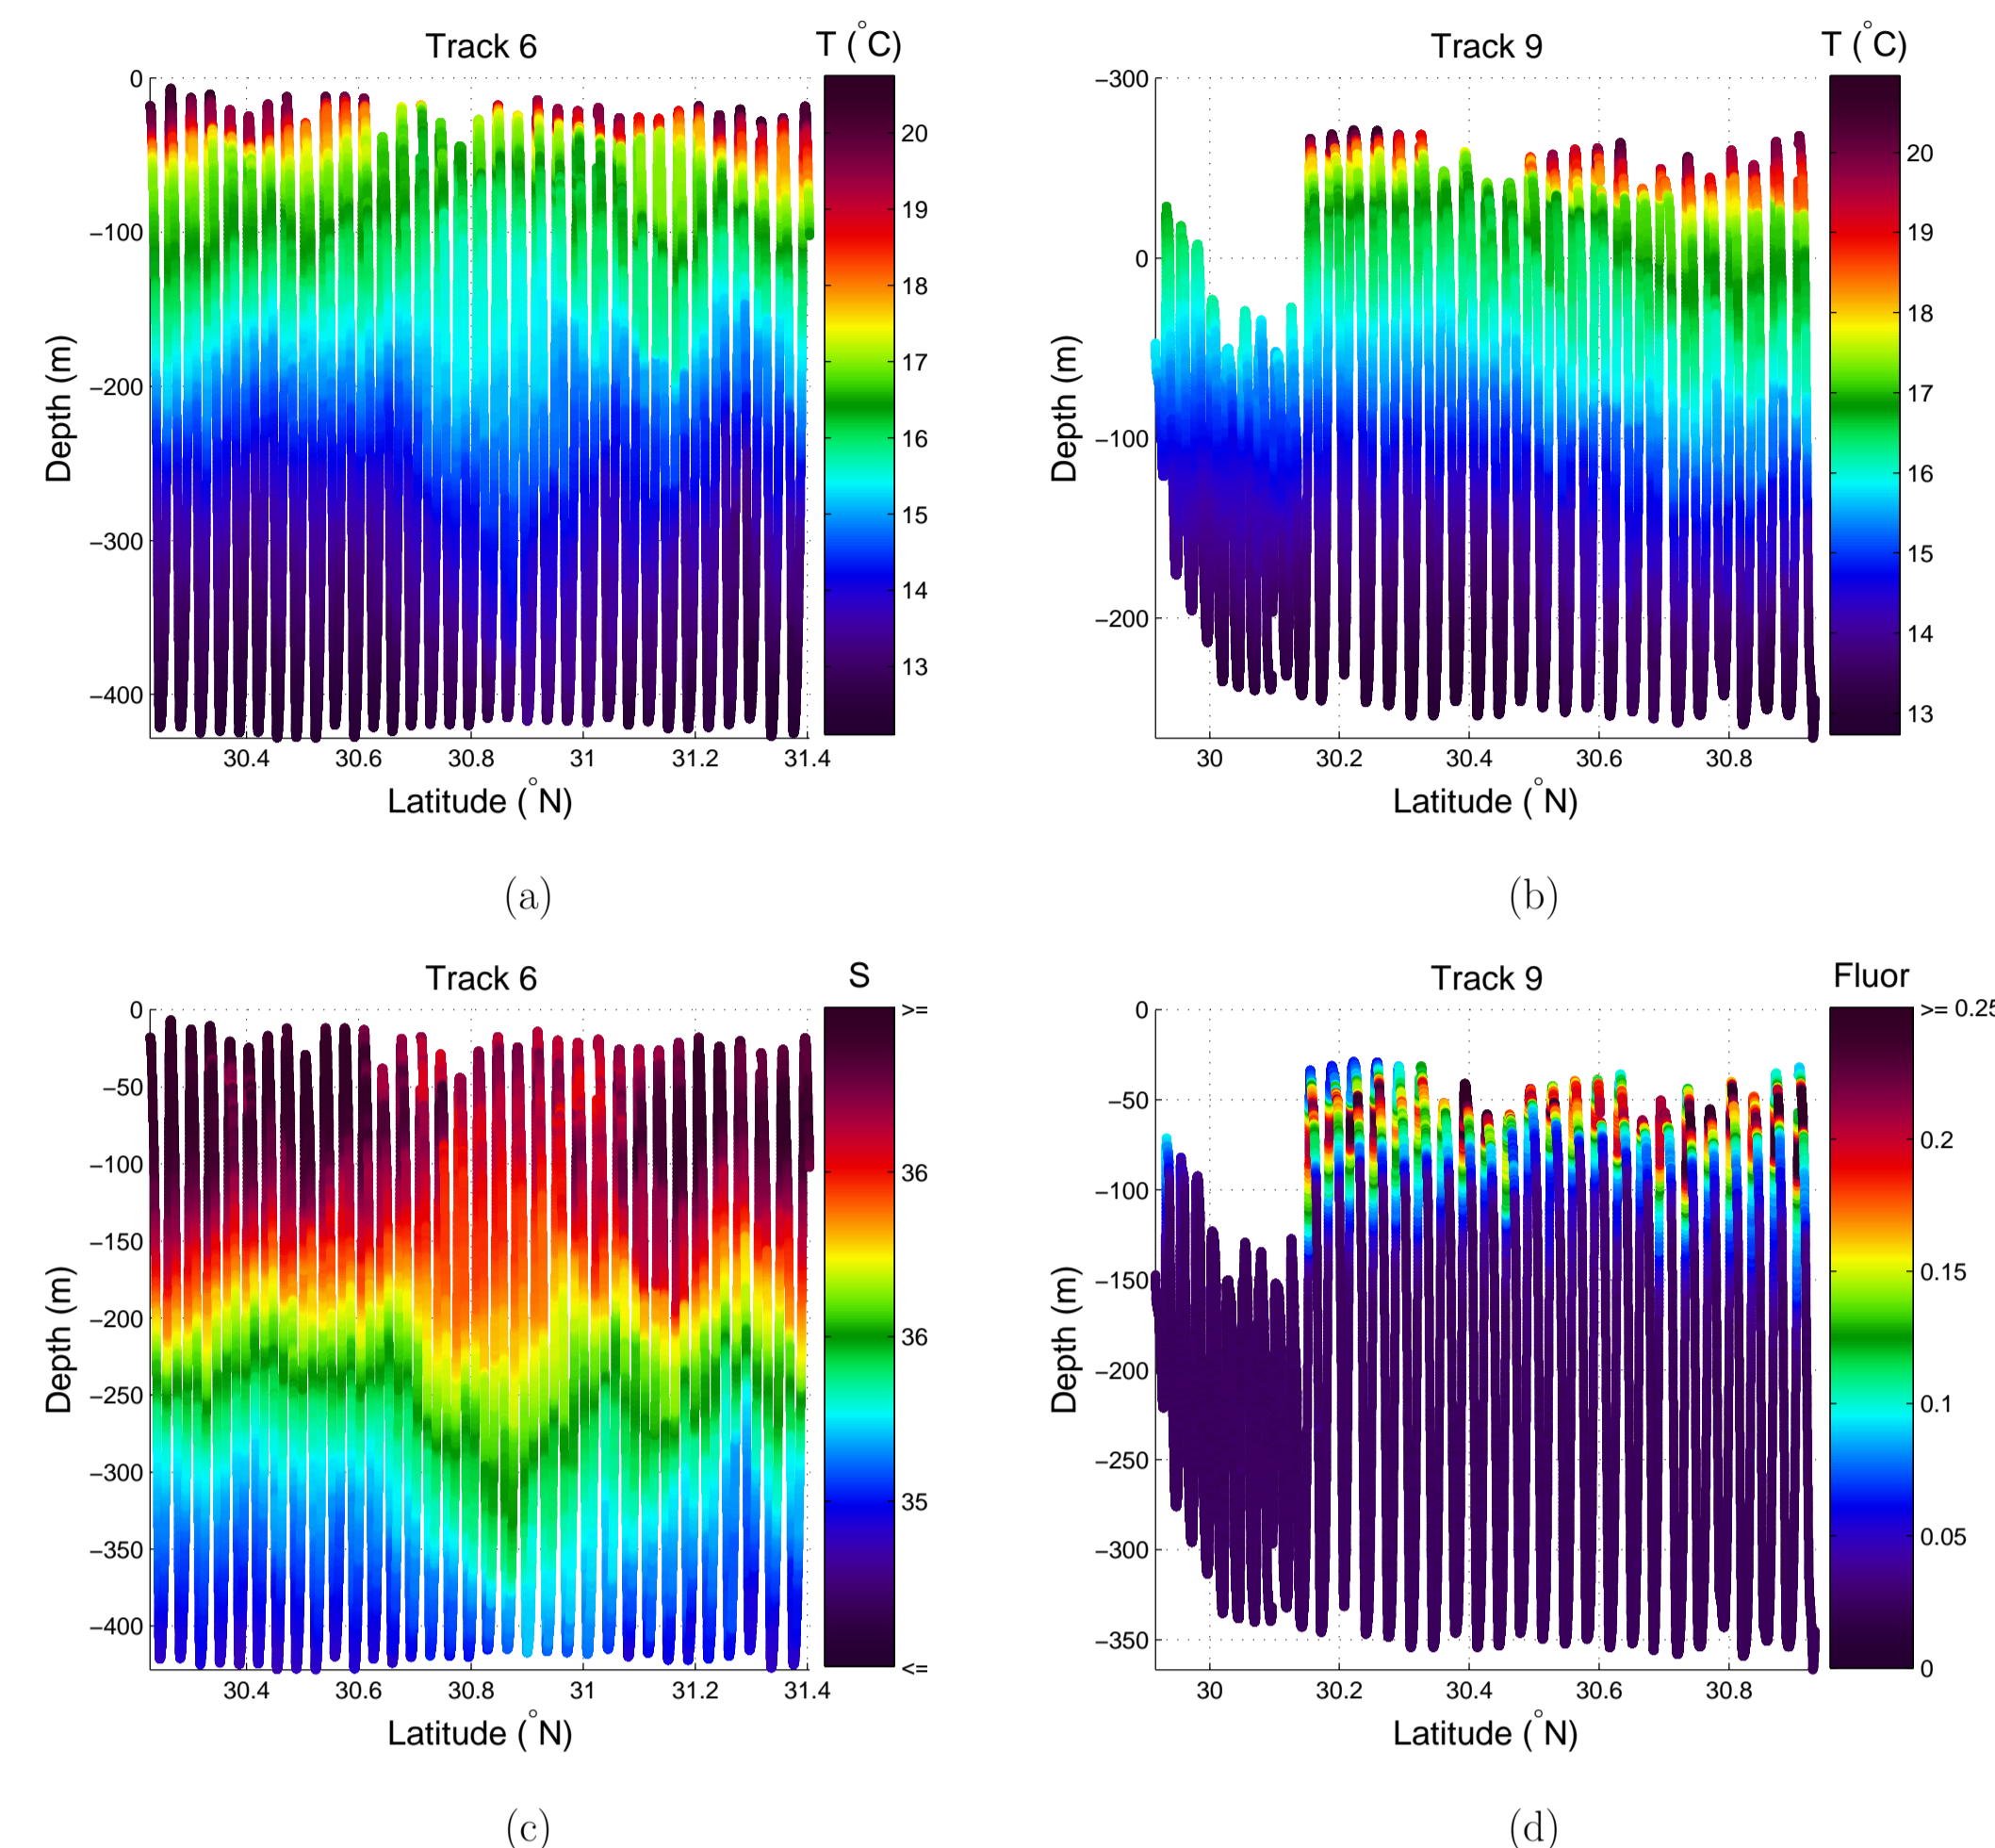 Track 6
T (°C)
0
−100
−200
−300
−400
20
19
18
17
16
15
14
13
30.4 30.6 30.8 31 31.2 31.4
Depth (m)
Latitude (°N)
(a)
Track 9
T (°C)
−300
0
−100
−200
20
19
18
17
16
15
14
13
30 30.2 30.4 30.6 30.8
Depth (m)
Latitude (°N)
(b)
Track 6
S
0
−50
−100
−150
−200
−250
−300
−350
−400
>=
36
36
35
<=
30.4 30.6 30.8 31 31.2 31.4
Depth (m)
Latitude (°N)
(c)
Track 9
Fluor
0
−50
−100
−150
−200
−250
−300
−350
>= 0.25
0.2
0.15
0.1
0.05
0
30 30.2 30.4 30.6 30.8
Depth (m)
Latitude (°N)
(d)